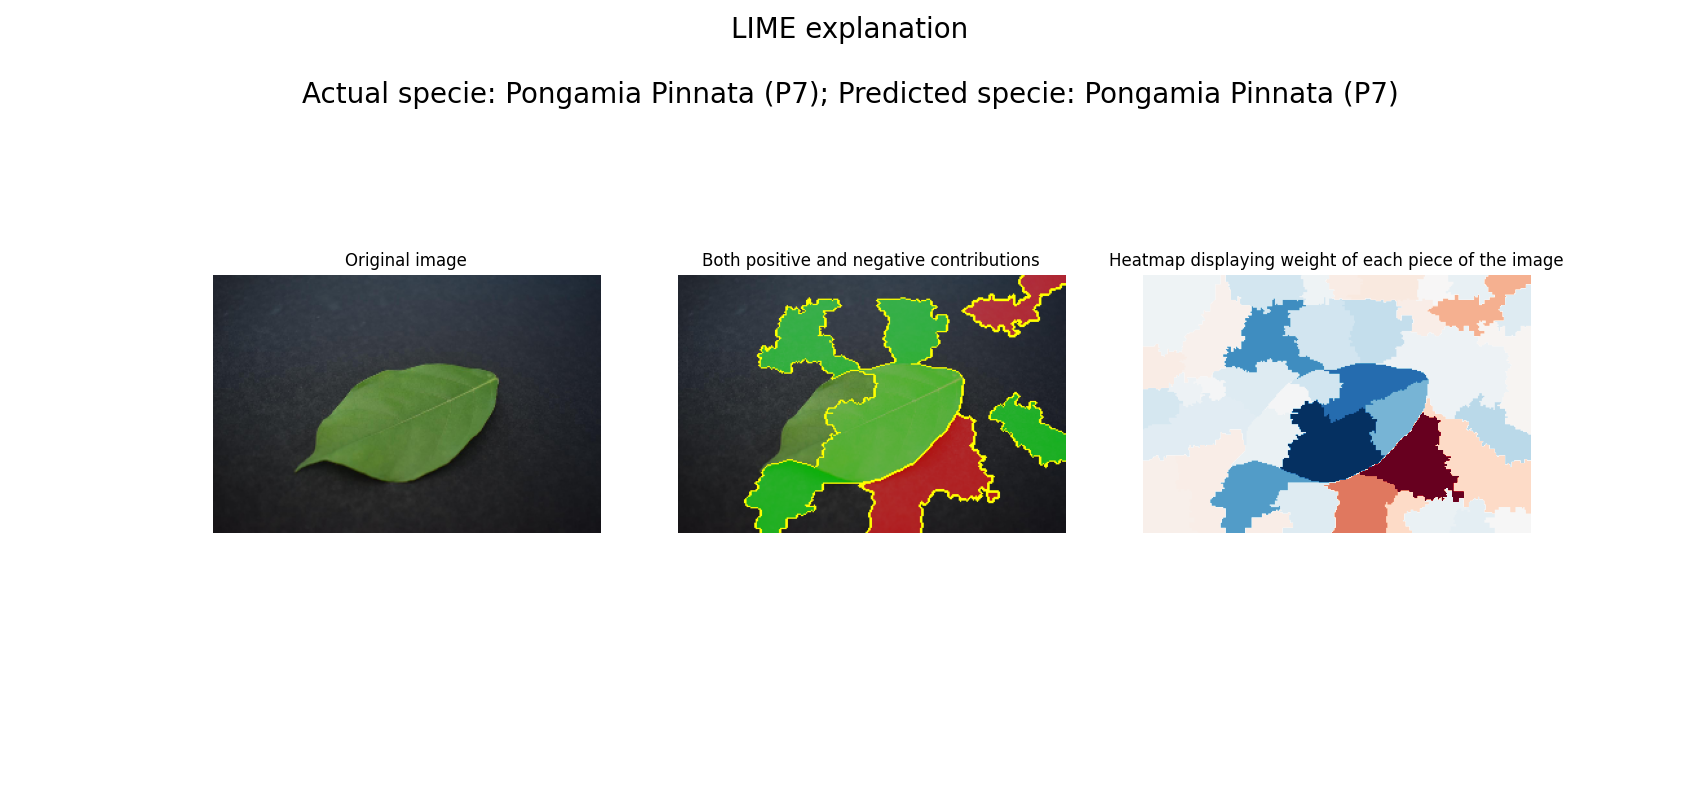 LIME explanation
Actual specie: Pongamia Pinnata (P7); Predicted specie: Pongamia Pinnata (P7)
Original image
Both positive and negative contributions
Heatmap displaying weight of each piece of the image